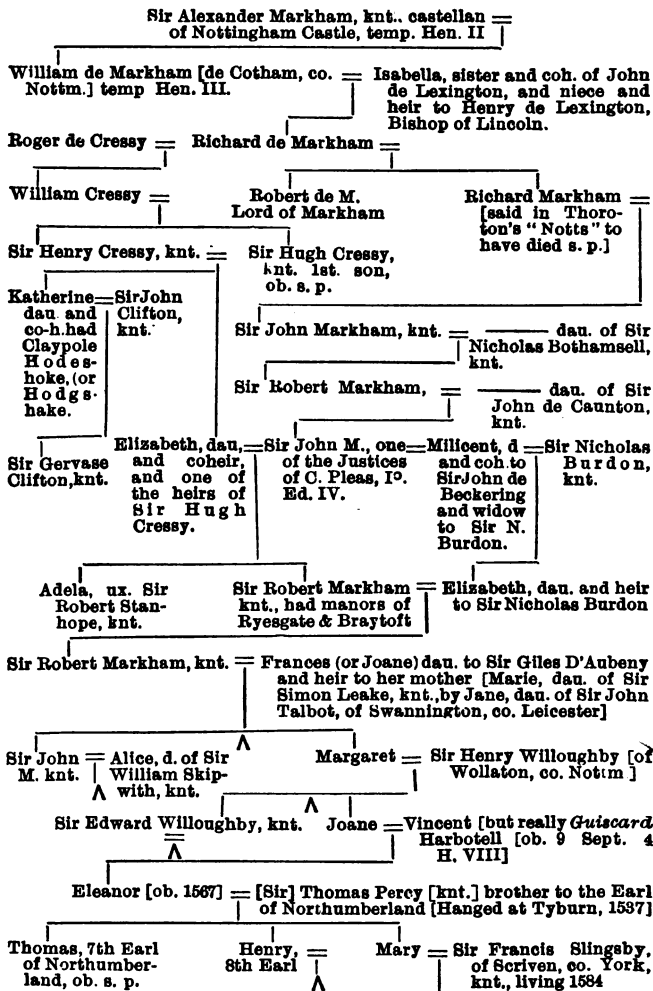 Sir Alexander Markham, knt., castellan =
of Nottingham Castle, temp. Hen. II
William de Markham [de Cotham, co. =
Nottm.] temp Hen. III.
Isabella, sister and coh. of John
de Lexington, and niece and
heir to Henry de Lexington,
Bishop of Lincoln.
Roger de Cressy =
Richard de Markham =
William Cressy =
Robert de M.
Lord of Markham
Richard Markham =
[said in Thoro-
ton's "Notts" to
have died s. p.]
Sir Henry Cressy, knt. =
Sir Hugh Cressy,
knt. 1st. son,
ob. s. p.
Katherine=Sir John
dau. and
co-h. had
Claypole
Hodes-
hoke, (or
Hodgs-
hake.
Clifton,
knt.
Sir John Markham, knt. = —— dau. of Sir
Nicholas Bothamsell,
knt.
Sir Robert Markham, = —— dau. of Sir
John de Caunton,
knt.
Sir Gervase
Clifton, knt.
Elizabeth, dau,
and coheir,
and one of
the heirs of
Sir Hugh
Cressy.
=Sir John M., one
of the Justices
of C. Pleas, Io.
Ed. IV.
=Milicent, d
and coh. to
Sir John de
Beckering
and widow
to Sir N.
Burdon.
=Sir Nicholas
Burdon,
knt.
Adela, ux. Sir
Robert Stan-
hope, knt.
Sir Robert Markham =
knt., had manors of
Ryesgate & Braytoft
Elizabeth, dau. and heir
to Sir Nicholas Burdon
Sir Robert Markham, knt. =
Frances (or Joane) dau. to Sir Giles D'Aubeny
and heir to her mother [Marie, dau. of Sir
Simon Leake, knt., by Jane, dau. of Sir John
Talbot, of Swannington, co. Leicester]
Sir John =
M. knt.
Alice, d. of Sir
William Skip-
with, knt.
Margaret =
Sir Henry Willoughby [of
Wollaton, co. Nottm ]
Sir Edward Willoughby, knt.
=
Joane =
Vincent [but really Guiscard
Harbotell [ob. 9 Sept. 4
H. VIII]
Eleanor [ob. 1567] =
[Sir] Thomas Percy [knt.] brother to the Earl
of Northumberland [Hanged at Tyburn, 1537]
Thomas, 7th Earl
of Northumber-
land, ob. s. p.
Henry, =
8th Earl
Mary =
Sir Francis Slingsby,
of Scriven, co. York,
knt., living 1584